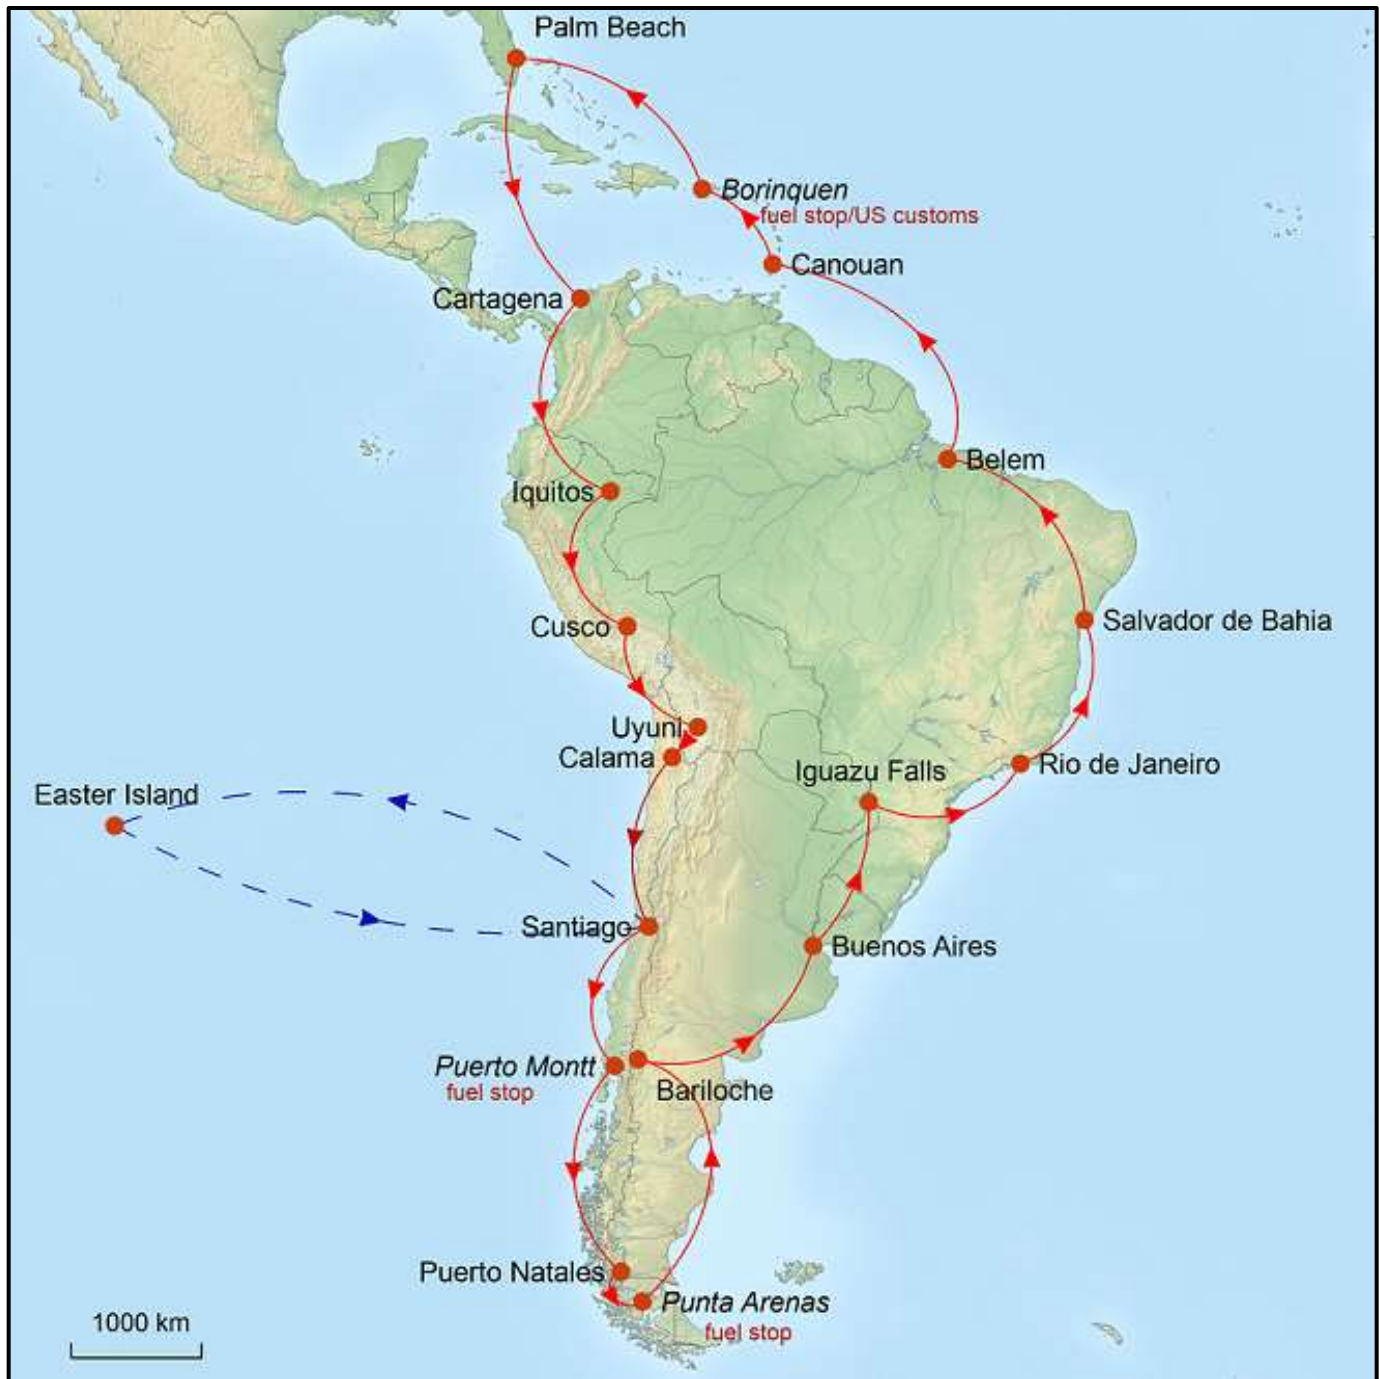 Palm Beach
Borinquen
fuel stop/US customs
Canouan
Cartagena
Belem
Iquitos
Salvador de Bahia
Cusco
Uyuni
Calama
Rio de Janeiro
Iguazu Falls
Easter Island
Santiago
Buenos Aires
Puerto Montt
fuel stop
Bariloche
Puerto Natales
Punta Arenas
fuel stop
1000 km